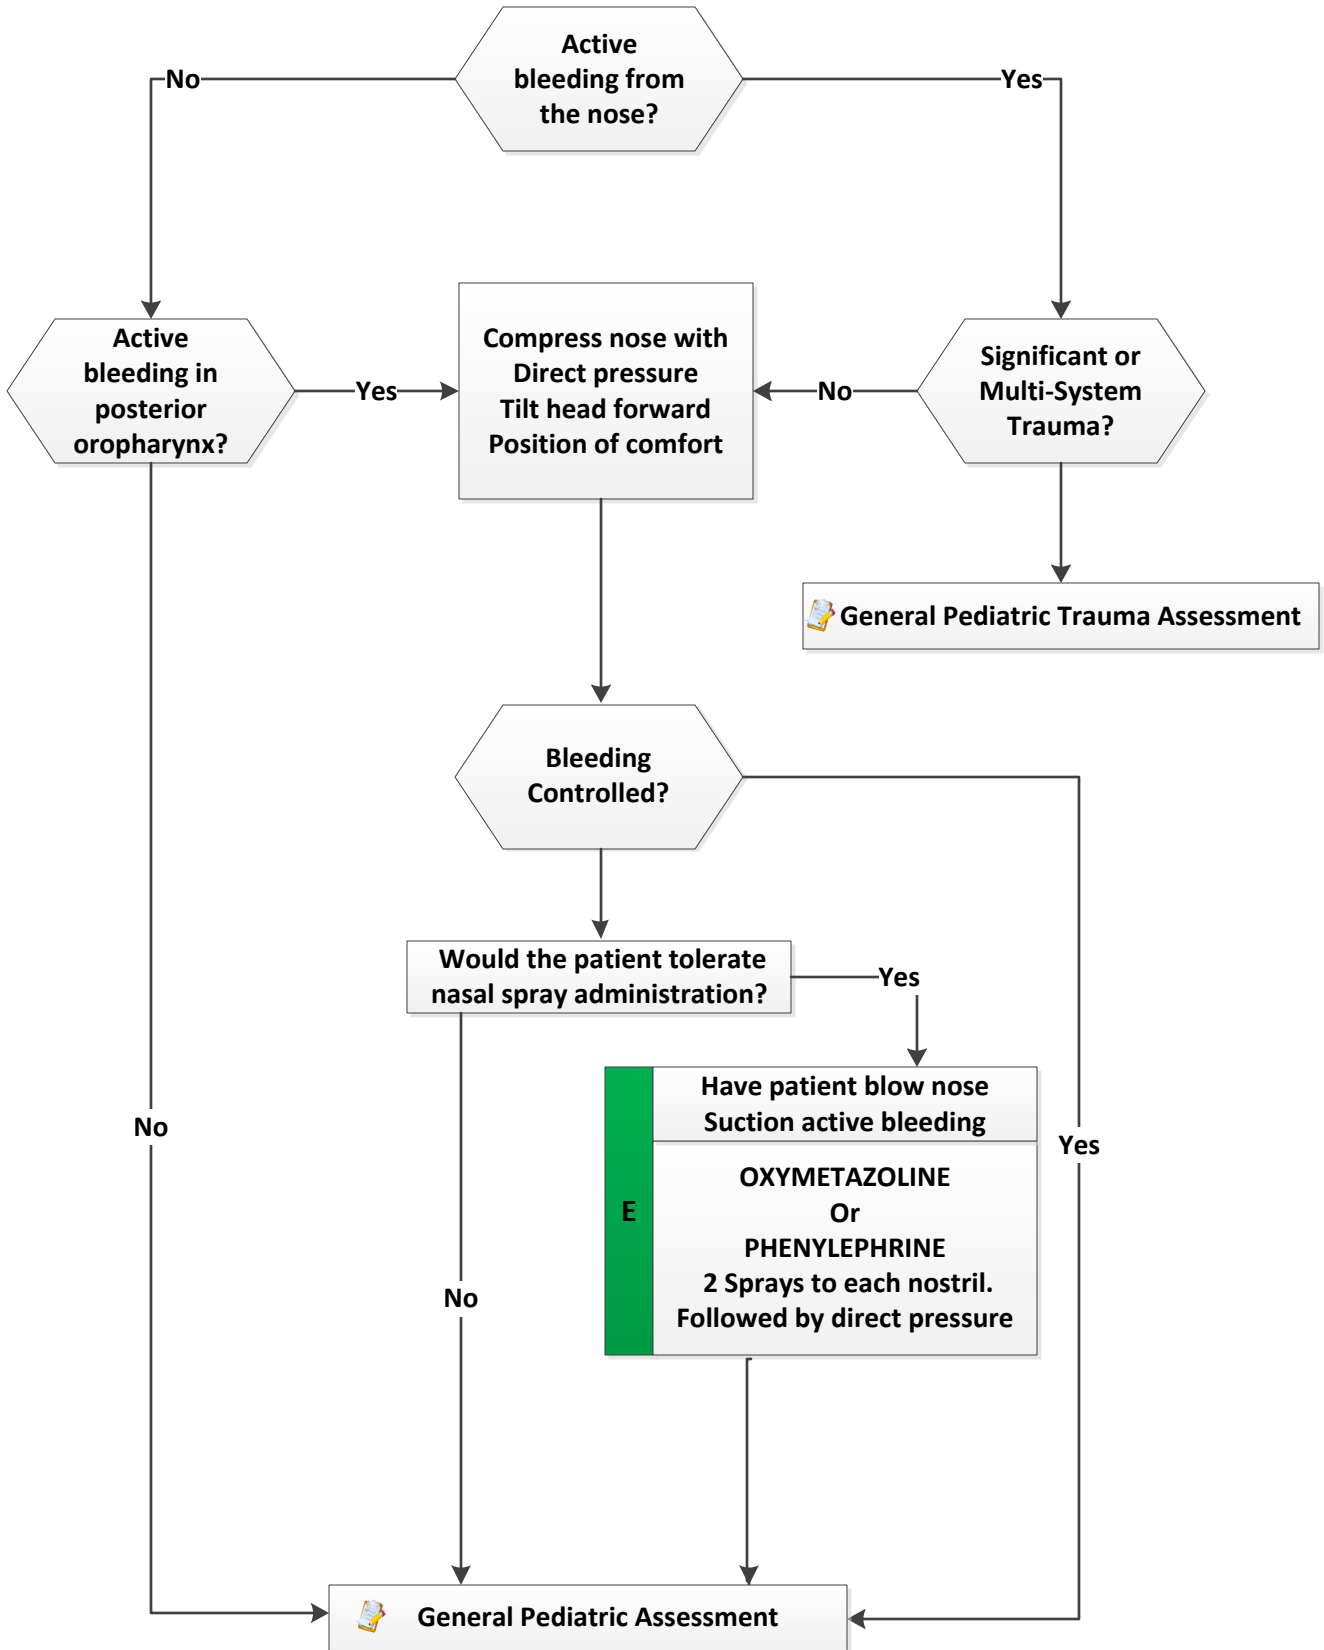 Active
bleeding from
the nose?
No
Yes
Active
bleeding in
posterior
oropharynx?
Yes
Compress nose with
Direct pressure
Tilt head forward
Position of comfort
No
Significant or
Multi-System
Trauma?
General Pediatric Trauma Assessment
Bleeding
Controlled?
Would the patient tolerate
nasal spray administration?
Yes
Have patient blow nose
Suction active bleeding
No
Yes
E
OXYMETAZOLINE
Or
PHENYLEPHRINE
2 Sprays to each nostril.
Followed by direct pressure
No
General Pediatric Assessment